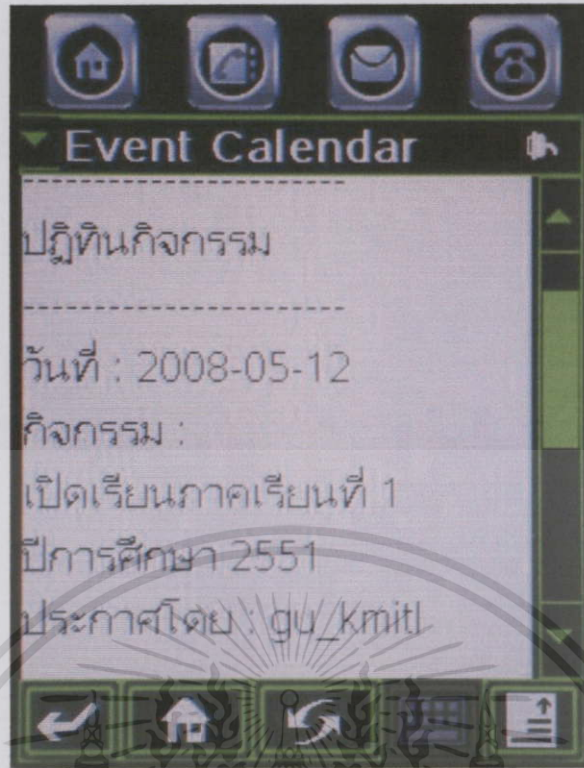 Event Calendar
--------------------
ปฏิทินกิจกรรม
--------------------
วันที่ : 2008-05-12
กิจกรรม :
เปิดเรียนภาคเรียนที่ 1
ปีการศึกษา 2551
ประกาศโดย : gu_kmitl